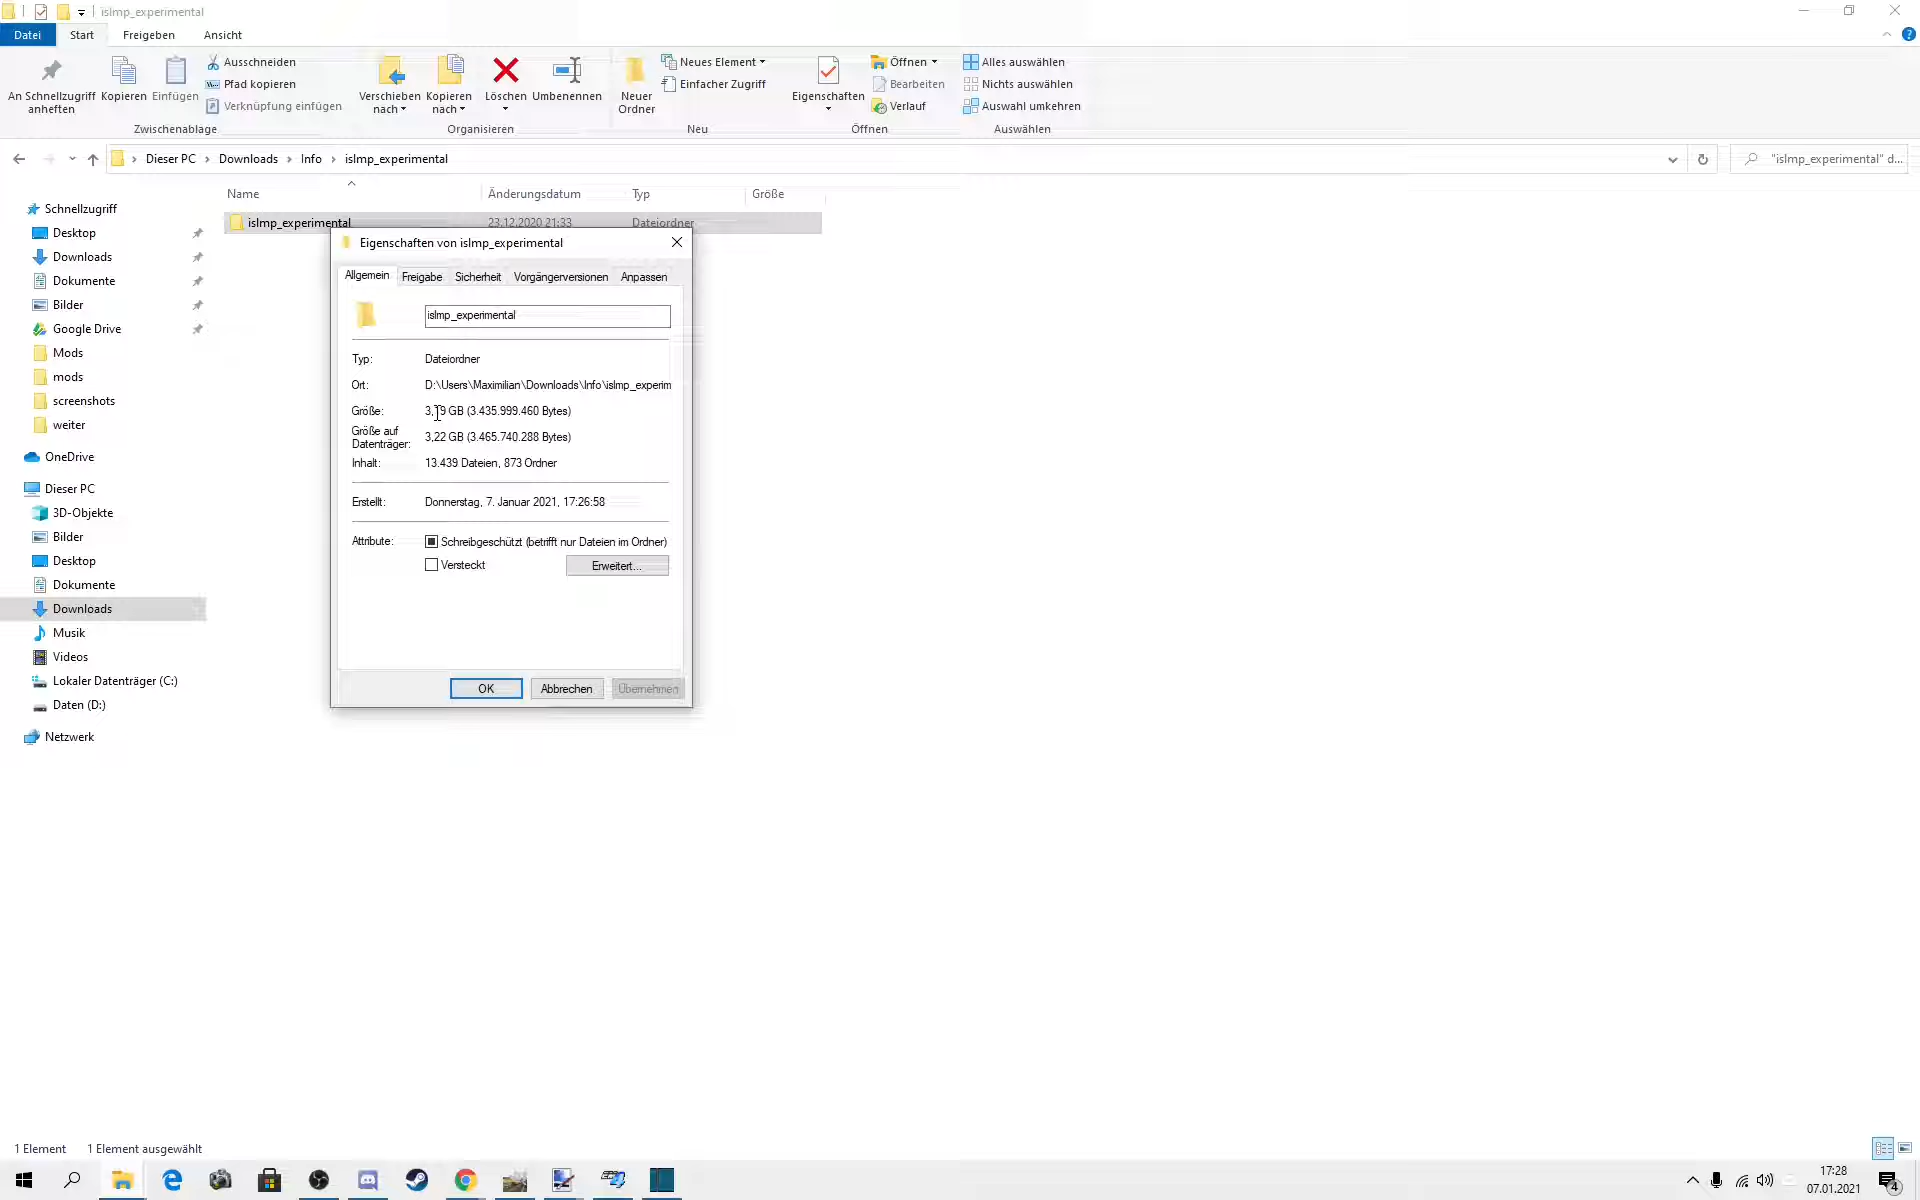 islmp_experimental
Datei Start Freigeben Ansicht
An Schnellzugriff anheften
Kopieren
Einfügen
Ausschneiden
Pfad kopieren
Verknüpfung einfügen
Zwischenablage
Verschieben nach
Kopieren nach
Löschen
Umbenennen
Organisieren
Neuer Ordner
Neues Element
Einfacher Zugriff
Neu
Eigenschaften
Öffnen
Bearbeiten
Verlauf
Öffnen
Alles auswählen
Nichts auswählen
Auswahl umkehren
Auswählen
Dieser PC › Downloads › Info › islmp_experimental
"islmp_experimental" d...
Name Änderungsdatum Typ Größe
islmp_experimental 23.12.2020 21:33 Dateiordner
Schnellzugriff
Desktop
Downloads
Dokumente
Bilder
Google Drive
Mods
mods
screenshots
weiter
OneDrive
Dieser PC
3D-Objekte
Bilder
Desktop
Dokumente
Downloads
Musik
Videos
Lokaler Datenträger (C:)
Daten (D:)
Netzwerk
Eigenschaften von islmp_experimental
Allgemein Freigabe Sicherheit Vorgängerversionen Anpassen
islmp_experimental
Typ: Dateiordner
Ort: D:\Users\Maximilian\Downloads\Info\islmp_experim
Größe: GB (3.435.999.460 Bytes)
Größe auf Datenträger: 3,22 GB (3.465.740.288 Bytes)
Inhalt: 13.439 Dateien, 873 Ordner
Erstellt: Donnerstag, 7. Januar 2021, 17:26:58
Attribute: Schreibgeschützt (betrifft nur Dateien im Ordner)
Versteckt
Erweitert...
OK Abbrechen Übernehmen
1 Element 1 Element ausgewählt
17:28
07.01.2021
4